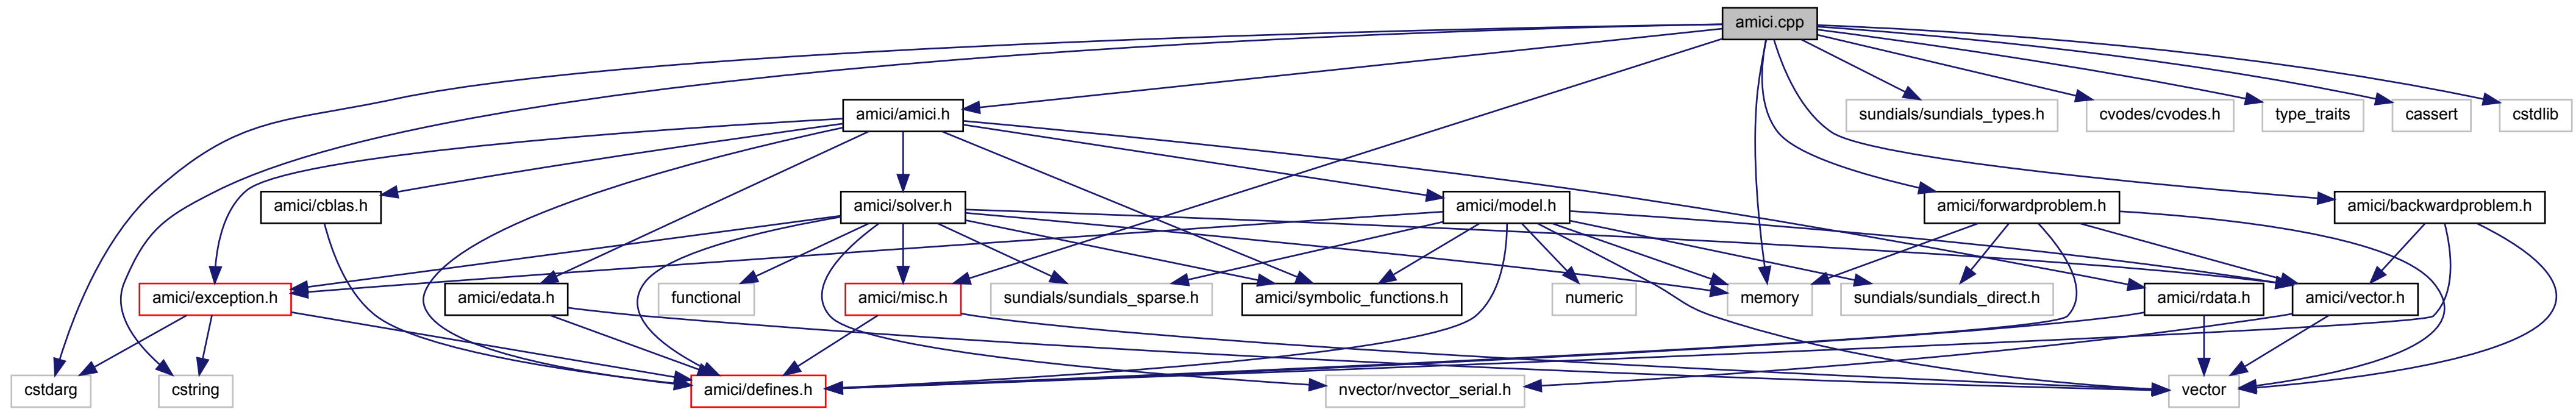 amici.cpp
amici/amici.h
sundials/sundials_types.h
cvodes/cvodes.h
type_traits
cassert
cstdlib
amici/cblas.h
amici/solver.h
amici/model.h
amici/forwardproblem.h
amici/backwardproblem.h
amici/exception.h
amici/edata.h
functional
amici/misc.h
sundials/sundials_sparse.h
amici/symbolic_functions.h
numeric
memory
sundials/sundials_direct.h
amici/rdata.h
amici/vector.h
cstdarg
cstring
amici/defines.h
nvector/nvector_serial.h
vector